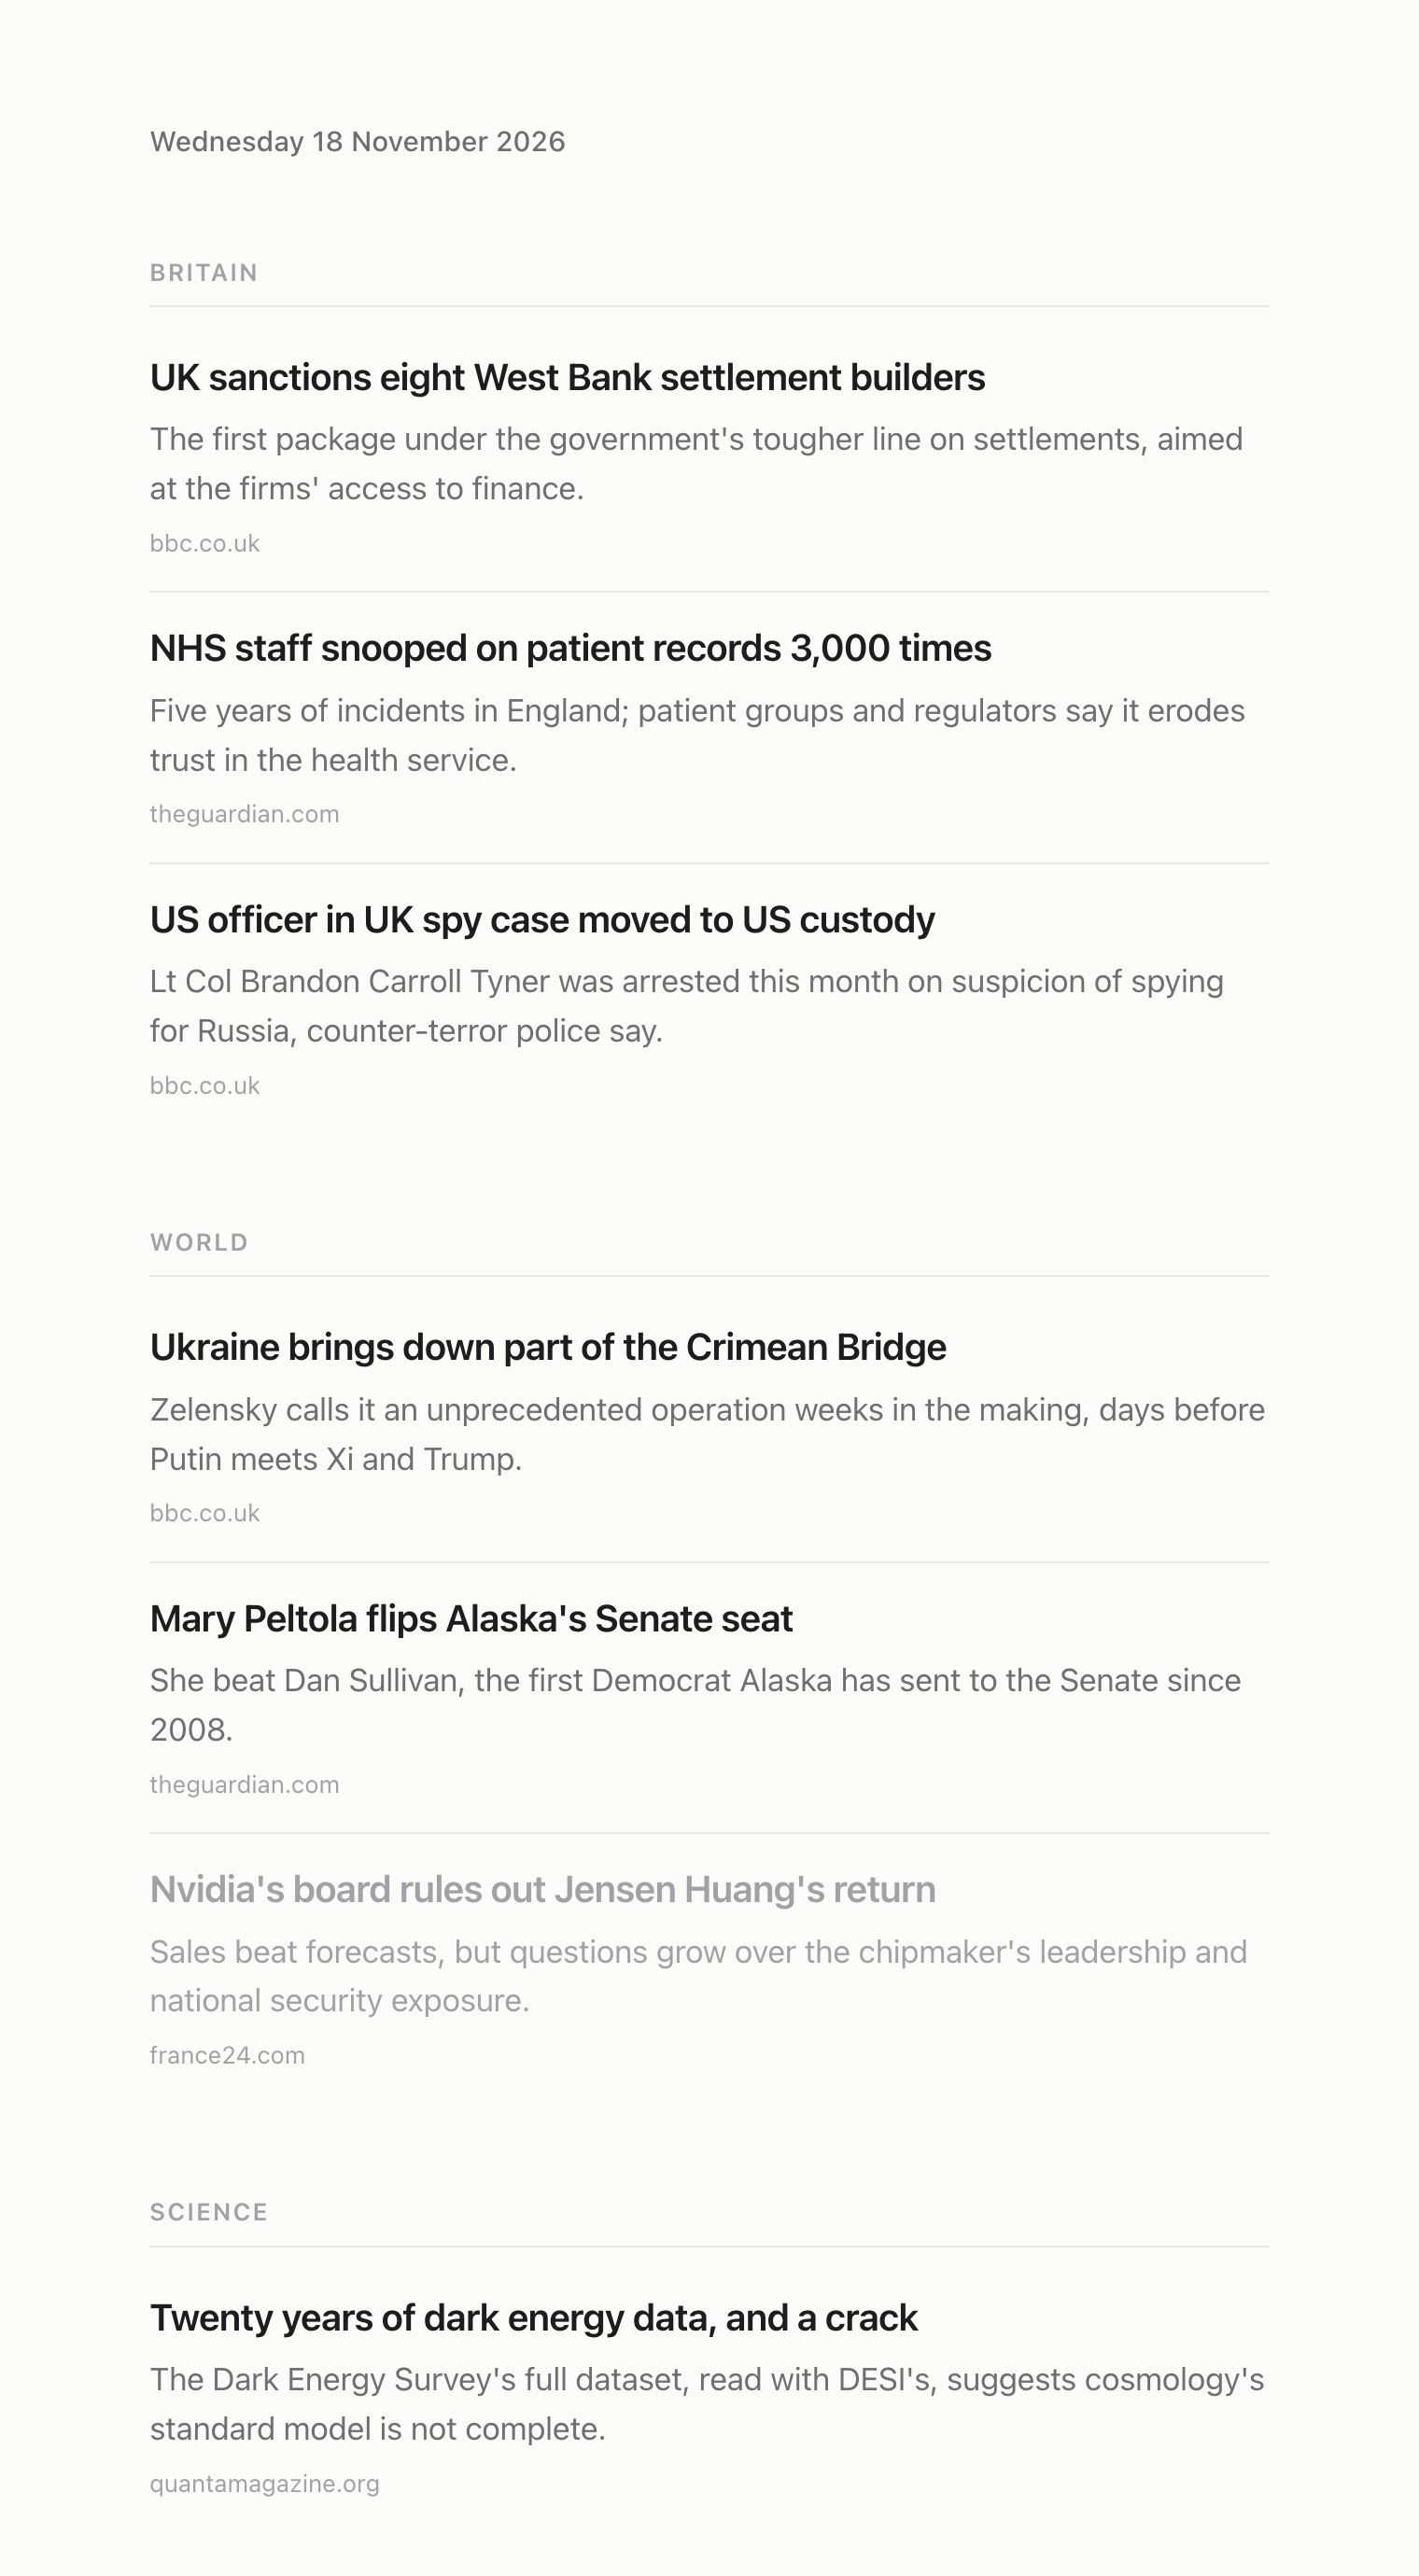 Wednesday 18 November 2026
BRITAIN
UK sanctions eight West Bank settlement builders
The first package under the government's tougher line on settlements, aimed
at the firms' access to finance.
bbc.co.uk
NHS staff snooped on patient records 3,000 times
Five years of incidents in England; patient groups and regulators say it erodes
trust in the health service.
theguardian.com
US officer in UK spy case moved to US custody
Lt Col Brandon Carroll Tyner was arrested this month on suspicion of spying
for Russia, counter-terror police say.
bbc.co.uk
WORLD
Ukraine brings down part of the Crimean Bridge
Zelensky calls it an unprecedented operation weeks in the making, days before
Putin meets Xi and Trump.
bbc.co.uk
Mary Peltola flips Alaska's Senate seat
She beat Dan Sullivan, the first Democrat Alaska has sent to the Senate since
2008.
theguardian.com
Nvidia's board rules out Jensen Huang's return
Sales beat forecasts, but questions grow over the chipmaker's leadership and
national security exposure.
france24.com
SCIENCE
Twenty years of dark energy data, and a crack
The Dark Energy Survey's full dataset, read with DESI's, suggests cosmology's
standard model is not complete.
quantamagazine.org